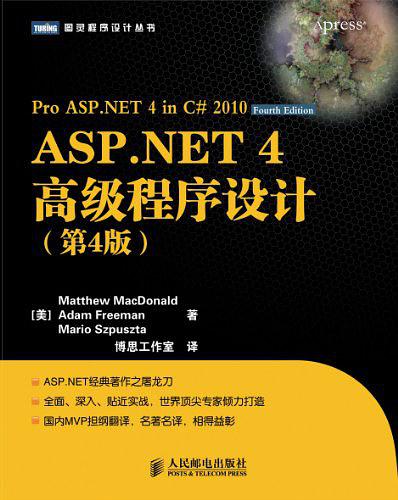 TURING 图灵程序设计丛书
Apress®
Pro ASP.NET 4 in C# 2010 Fourth Edition
ASP.NET 4
高级程序设计
（第4版）
Matthew MacDonald
[美] Adam Freeman 著
Mario Szpuszta
博思工作室 译
ASP.NET经典著作之屠龙刀
全面、深入、贴近实战，世界顶尖专家倾力打造
国内MVP担纲翻译，名著名译，相得益彰
人民邮电出版社
POSTS & TELECOM PRESS